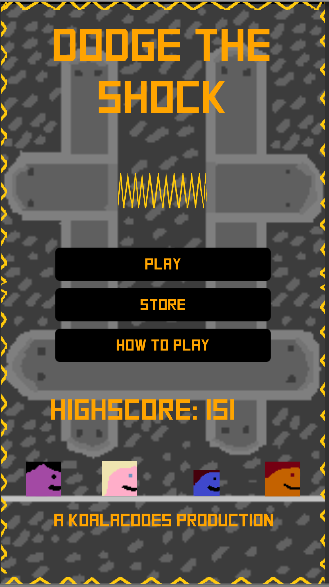 DODGE THE
SHOCK
PLAY
STORE
HOW TO PLAY
HIGHSCORE: 151
A KOALACODES PRODUCTION